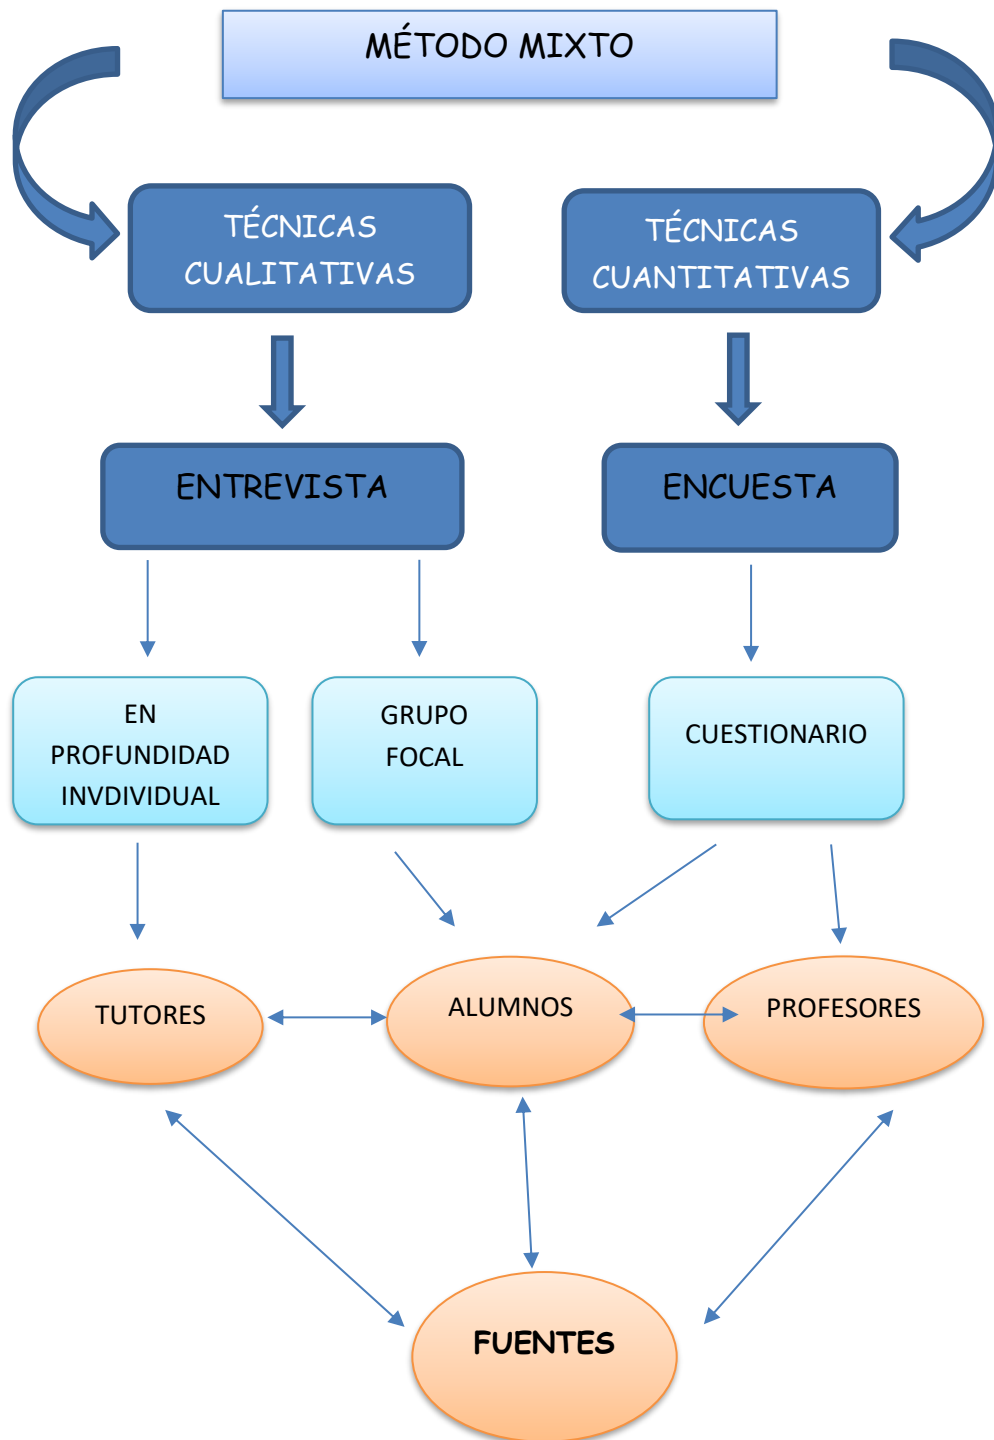 MÉTODO MIXTO
TÉCNICAS
CUALITATIVAS
TÉCNICAS
CUANTITATIVAS
ENTREVISTA
ENCUESTA
EN
PROFUNDIDAD
INVDIVIDUAL
GRUPO
FOCAL
CUESTIONARIO
TUTORES
ALUMNOS
PROFESORES
FUENTES